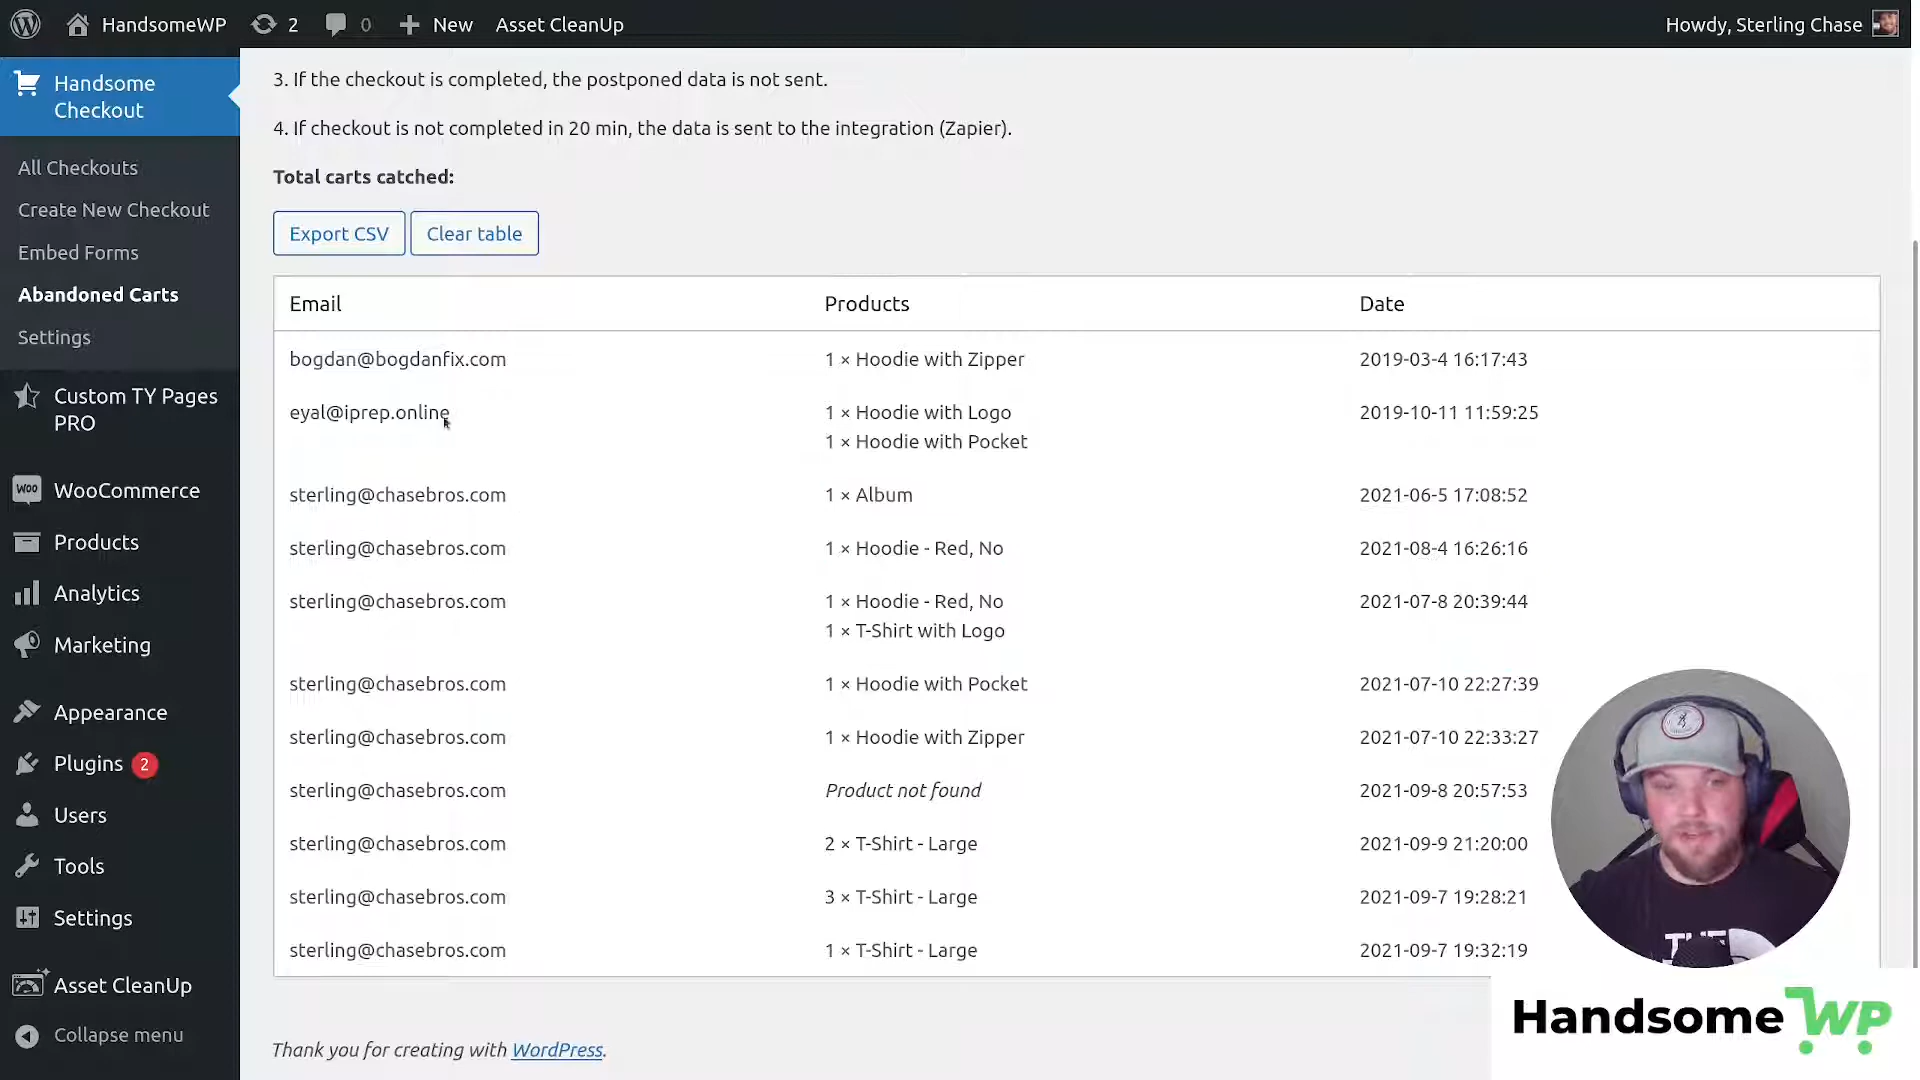 HandsomeWP 2 0 New Asset CleanUp Howdy, Sterling Chase
Handsome
Checkout
All Checkouts
Create New Checkout
Embed Forms
Abandoned Carts
Settings
Custom TY Pages
PRO
WOO WooCommerce
Products
Analytics
Marketing
Appearance
Plugins 2
Users
Tools
Settings
Asset CleanUp
Collapse menu
3. If the checkout is completed, the postponed data is not sent.
4. If checkout is not completed in 20 min, the data is sent to the integration (Zapier).
Total carts catched:
Export CSV Clear table
Email Products Date
bogdan@bogdanfix.com 1 × Hoodie with Zipper 2019-03-4 16:17:43
eyal@iprep.online 1 × Hoodie with Logo 2019-10-11 11:59:25
1 × Hoodie with Pocket
sterling@chasebros.com 1 × Album 2021-06-5 17:08:52
sterling@chasebros.com 1 × Hoodie - Red, No 2021-08-4 16:26:16
sterling@chasebros.com 1 × Hoodie - Red, No 2021-07-8 20:39:44
1 × T-Shirt with Logo
sterling@chasebros.com 1 × Hoodie with Pocket 2021-07-10 22:27:39
sterling@chasebros.com 1 × Hoodie with Zipper 2021-07-10 22:33:27
sterling@chasebros.com Product not found 2021-09-8 20:57:53
sterling@chasebros.com 2 × T-Shirt - Large 2021-09-9 21:20:00
sterling@chasebros.com 3 × T-Shirt - Large 2021-09-7 19:28:21
sterling@chasebros.com 1 × T-Shirt - Large 2021-09-7 19:32:19
Thank you for creating with WordPress.
Handsome WP